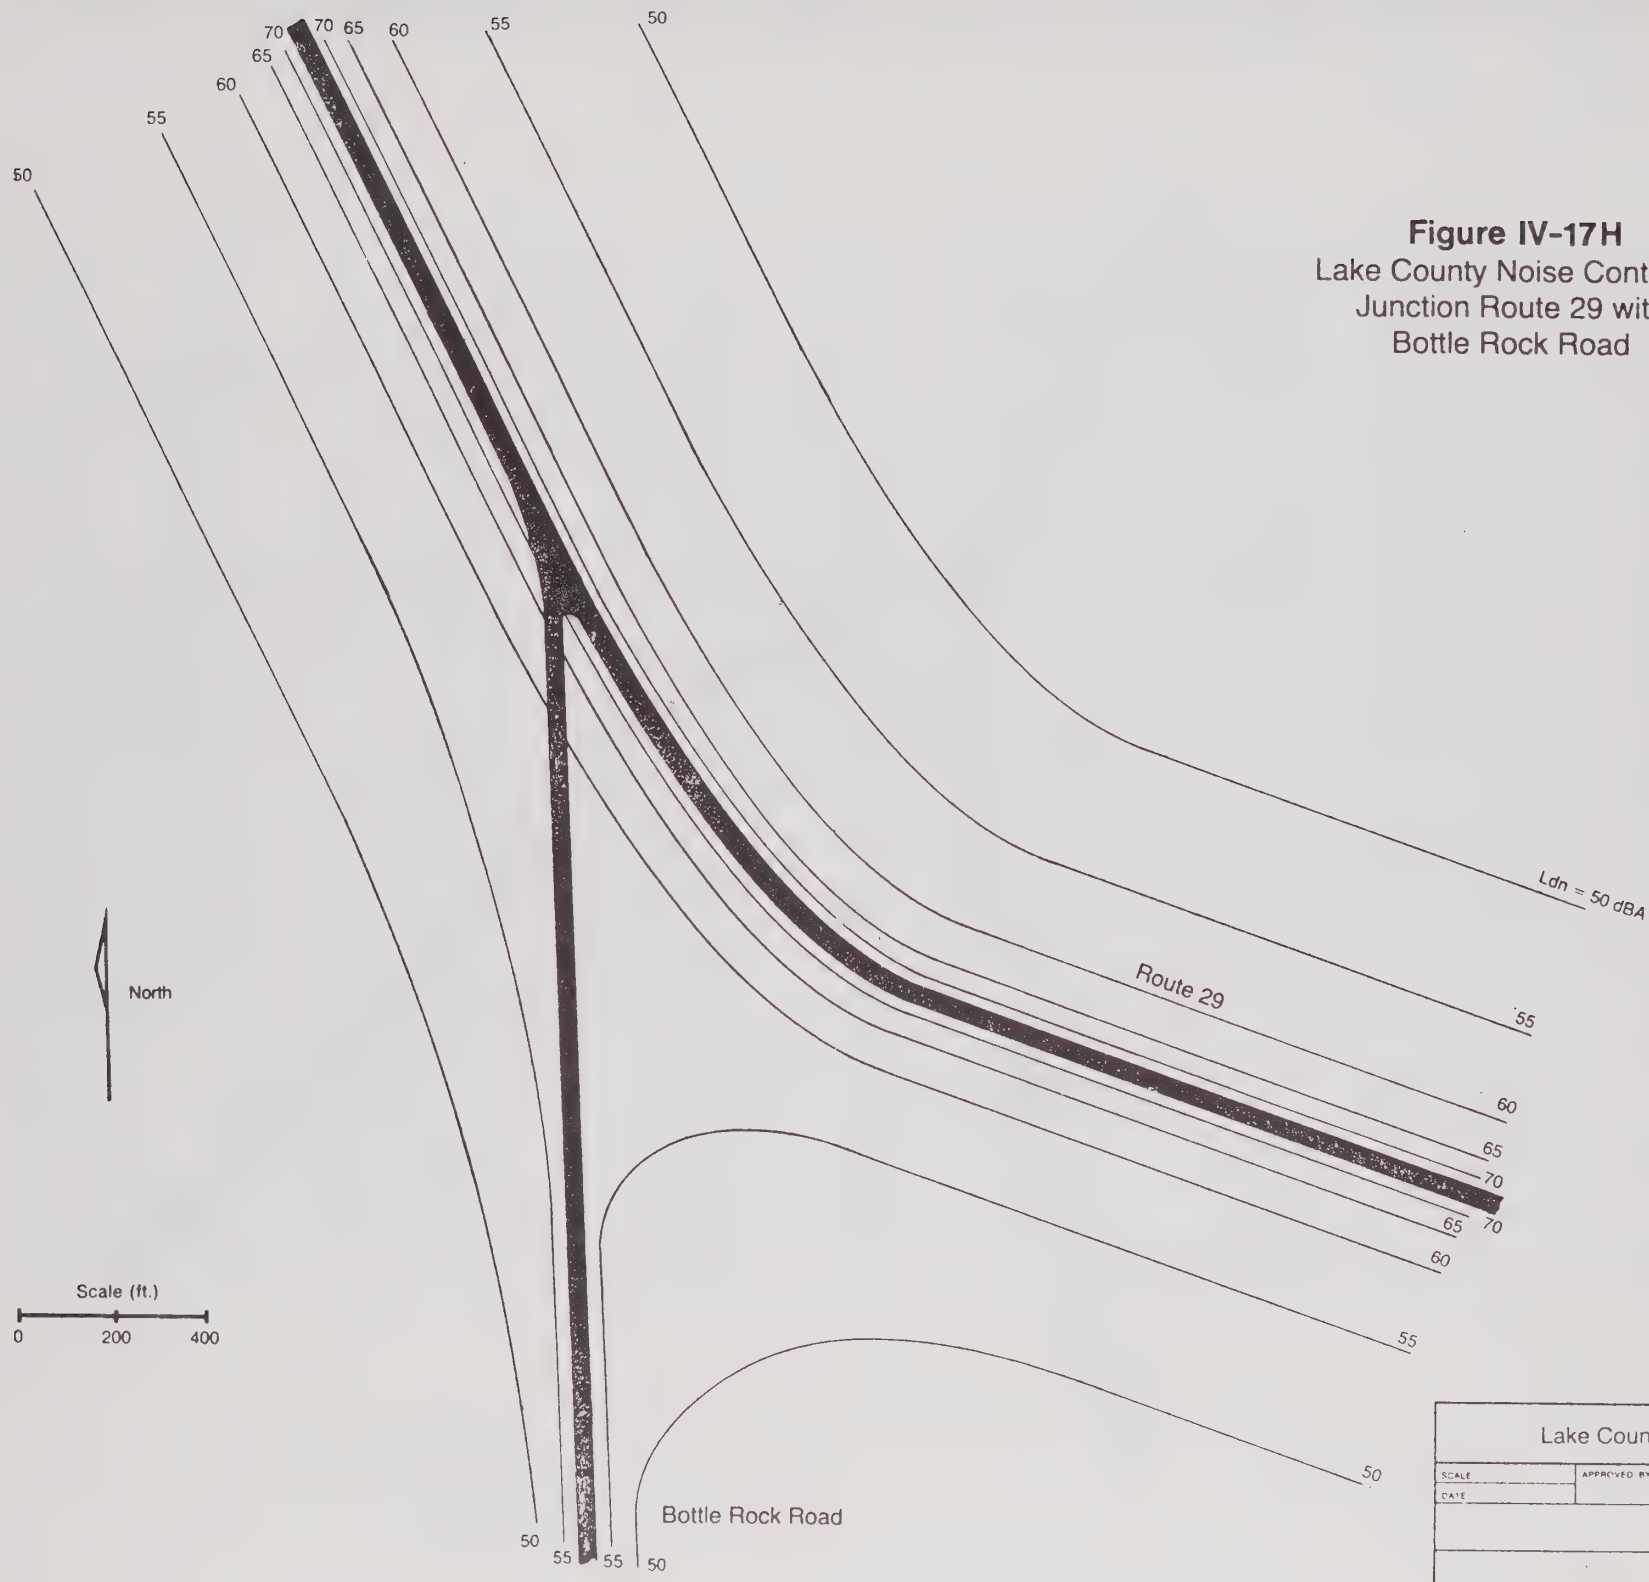 70
70
65
60
55
50
65
60
55
50
Figure IV-17H
Lake County Noise Cont
Junction Route 29 wit
Bottle Rock Road
Ldn = 50 dBA
Route 29
55
60
65
70
65
70
60
55
50
North
Scale (ft.)
0 200 400
Bottle Rock Road
50
55
55
50
Lake Coun
SCALE
APPROVED BY
DATE